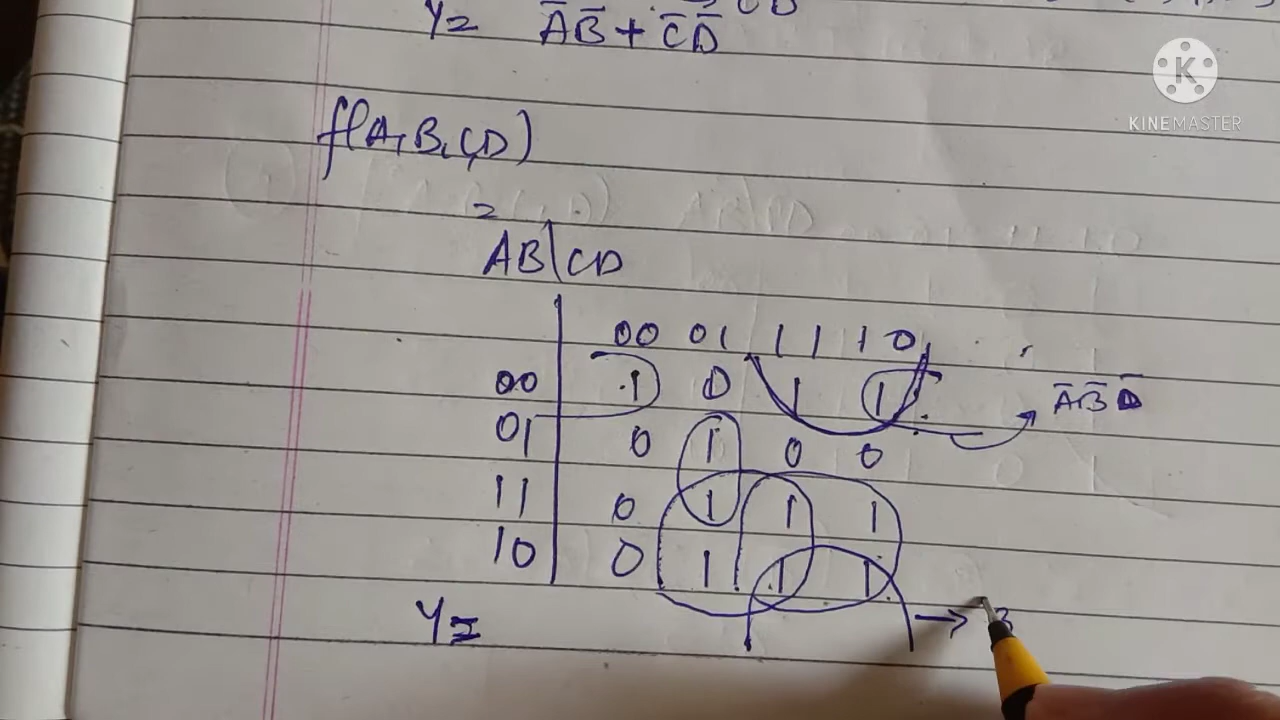 Y= A̅B̅ + C̅D̅
CD
KINEMASTER
f(A,B,C,D)
=
AB\CD
00 01 11 10
00 1 0 1 1 A̅B̅D̅
01 0 1 0 0
11 0 1 1 1
10 0 1 1 1
Y=